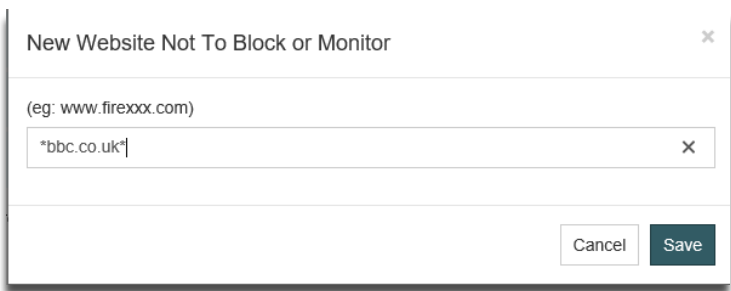 New Website Not To Block or Monitor
(eg: www.firexxx.com)
*bbc.co.uk*
Cancel Save